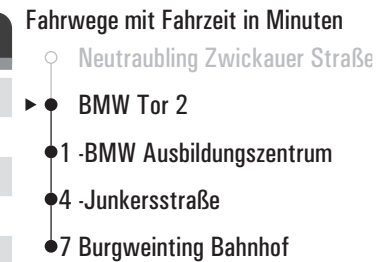 Fahrwege mit Fahrzeit in Minuten
Neutraubling Zwickauer Straße
BMW Tor 2
1 -BMW Ausbildungszentrum
4 -Junkersstraße
7 Burgweinting Bahnhof